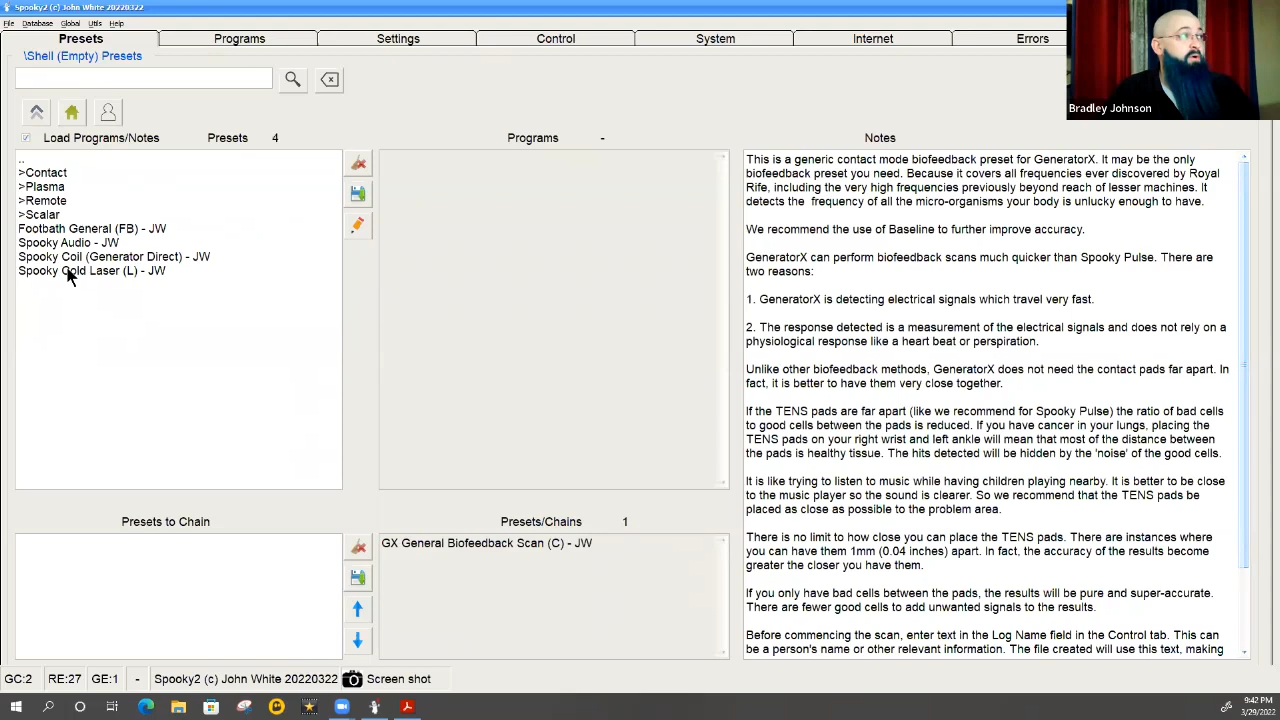 Spooky2 (c) John White 20220322
File Database Global Utils Help
Presets Programs Settings Control System Internet Errors
\Shell (Empty) Presets
Bradley Johnson
Load Programs/Notes Presets 4 Programs - Notes
..
>Contact
>Plasma
>Remote
>Scalar
Footbath General (FB) - JW
Spooky Audio - JW
Spooky Coil (Generator Direct) - JW
Spooky Cold Laser (L) - JW
This is a generic contact mode biofeedback preset for GeneratorX. It may be the only
biofeedback preset you need. Because it covers all frequencies ever discovered by Royal
Rife, including the very high frequencies previously beyond reach of lesser machines. It
detects the frequency of all the micro-organisms your body is unlucky enough to have.
We recommend the use of Baseline to further improve accuracy.
GeneratorX can perform biofeedback scans much quicker than Spooky Pulse. There are
two reasons:
1. GeneratorX is detecting electrical signals which travel very fast.
2. The response detected is a measurement of the electrical signals and does not rely on a
physiological response like a heart beat or perspiration.
Unlike other biofeedback methods, GeneratorX does not need the contact pads far apart. In
fact, it is better to have them very close together.
If the TENS pads are far apart (like we recommend for Spooky Pulse) the ratio of bad cells
to good cells between the pads is reduced. If you have cancer in your lungs, placing the
TENS pads on your right wrist and left ankle will mean that most of the distance between
the pads is healthy tissue. The hits detected will be hidden by the 'noise' of the good cells.
It is like trying to listen to music while having children playing nearby. It is better to be close
to the music player so the sound is clearer. So we recommend that the TENS pads be
placed as close as possible to the problem area.
There is no limit to how close you can place the TENS pads. There are instances where
you can have them 1mm (0.04 inches) apart. In fact, the accuracy of the results become
greater the closer you have them.
If you only have bad cells between the pads, the results will be pure and super-accurate.
There are fewer good cells to add unwanted signals to the results.
Before commencing the scan, enter text in the Log Name field in the Control tab. This can
be a person's name or other relevant information. The file created will use this text, making
Presets to Chain Presets/Chains 1
GX General Biofeedback Scan (C) - JW
GC:2 RE:27 GE:1 - Spooky2 (c) John White 20220322 Screen shot
9:42 PM
3/29/2022